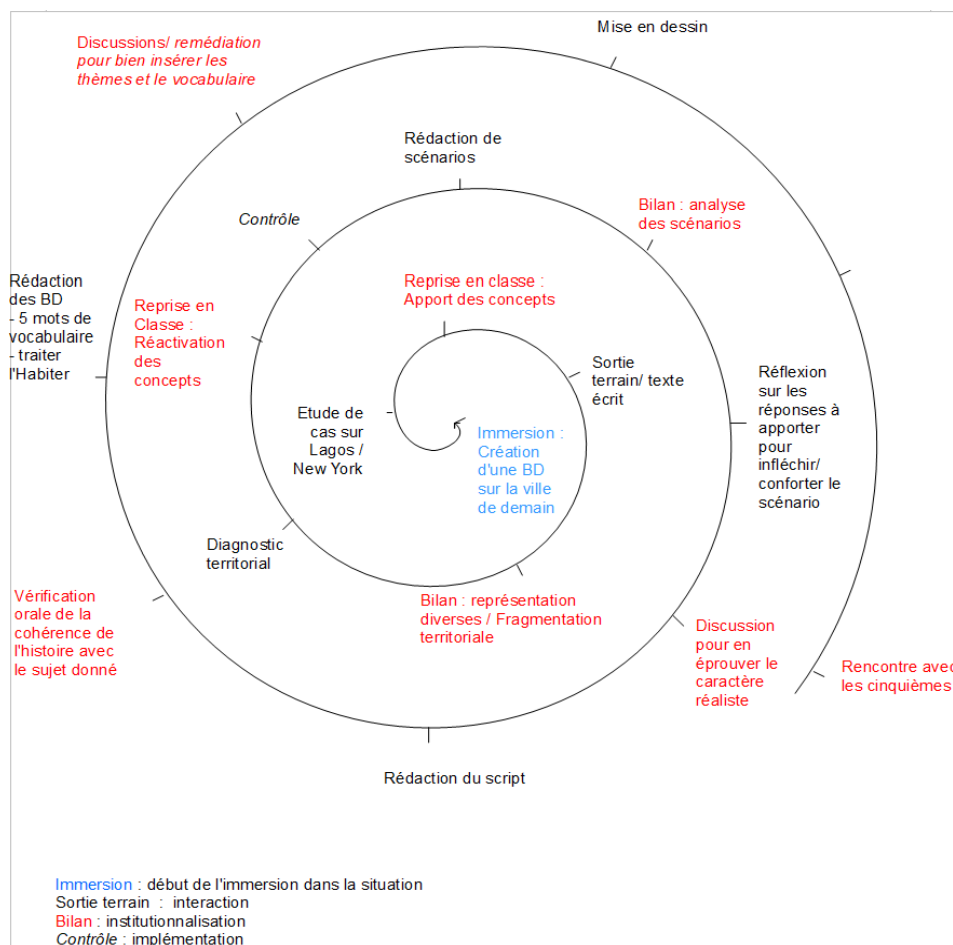 Mise en dessin
Discussions/ remédiation
pour bien insérer les
thèmes et le vocabulaire
Rédaction de
scénarios
Bilan : analyse
des scénarios
Contrôle
Rédaction
des BD
- 5 mots de
vocabulaire
- traiter
l'Habiter
Reprise en
Classe :
Réactivation
des
concepts
Reprise en classe :
Apport des concepts
Sortie
terrain/ texte
écrit
Réflexion
sur les
réponses à
apporter
pour
infléchir/
conforter le
scénario
Etude de
cas sur
Lagos /
New York
Immersion :
Création
d'une BD
sur la ville
de demain
Diagnostic
territorial
Bilan : représentation
diverses / Fragmentation
territoriale
Vérification
orale de la
cohérence de
l'histoire avec
le sujet donné
Discussion
pour en
éprouver le
caractère
réaliste
Rencontre avec
les cinquièmes
Rédaction du script
Immersion : début de l'immersion dans la situation
Sortie terrain : interaction
Bilan : institutionnalisation
Contrôle : implémentation